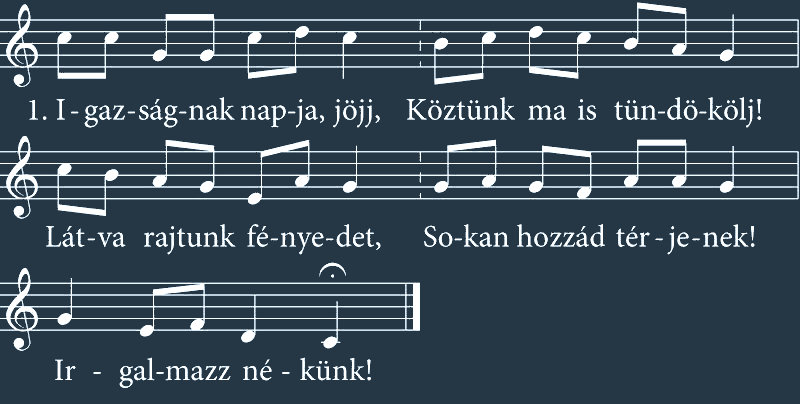 1. I - gaz-ság-nak nap-ja, jöjj, Köztünk ma is tün-dö-kölj!
Lát-va rajtunk fé-nye-det, So-kan hozzád tér - je-nek!
Ir - gal-mazz né - künk!